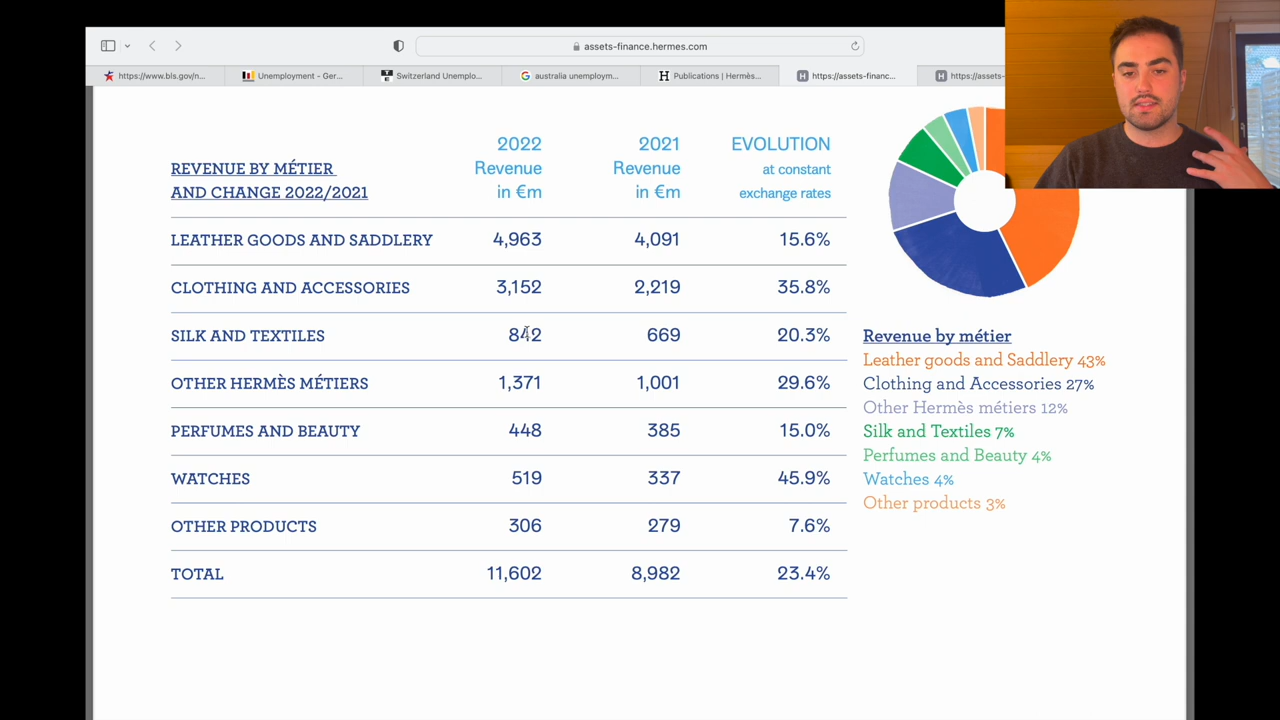 assets-finance.hermes.com
https://www.bls.gov/n...
Unemployment - Ger...
Switzerland Unemplo...
australia unemploym...
Publications | Hermès...
https://assets-financ...
https://assets-
REVENUE BY MÉTIER
AND CHANGE 2022/2021
2022
Revenue
in €m
2021
Revenue
in €m
EVOLUTION
at constant
exchange rates
LEATHER GOODS AND SADDLERY 4,963 4,091 15.6%
CLOTHING AND ACCESSORIES 3,152 2,219 35.8%
SILK AND TEXTILES 842 669 20.3%
OTHER HERMÈS MÉTIERS 1,371 1,001 29.6%
PERFUMES AND BEAUTY 448 385 15.0%
WATCHES 519 337 45.9%
OTHER PRODUCTS 306 279 7.6%
TOTAL 11,602 8,982 23.4%
Revenue by métier
Leather goods and Saddlery 43%
Clothing and Accessories 27%
Other Hermès métiers 12%
Silk and Textiles 7%
Perfumes and Beauty 4%
Watches 4%
Other products 3%